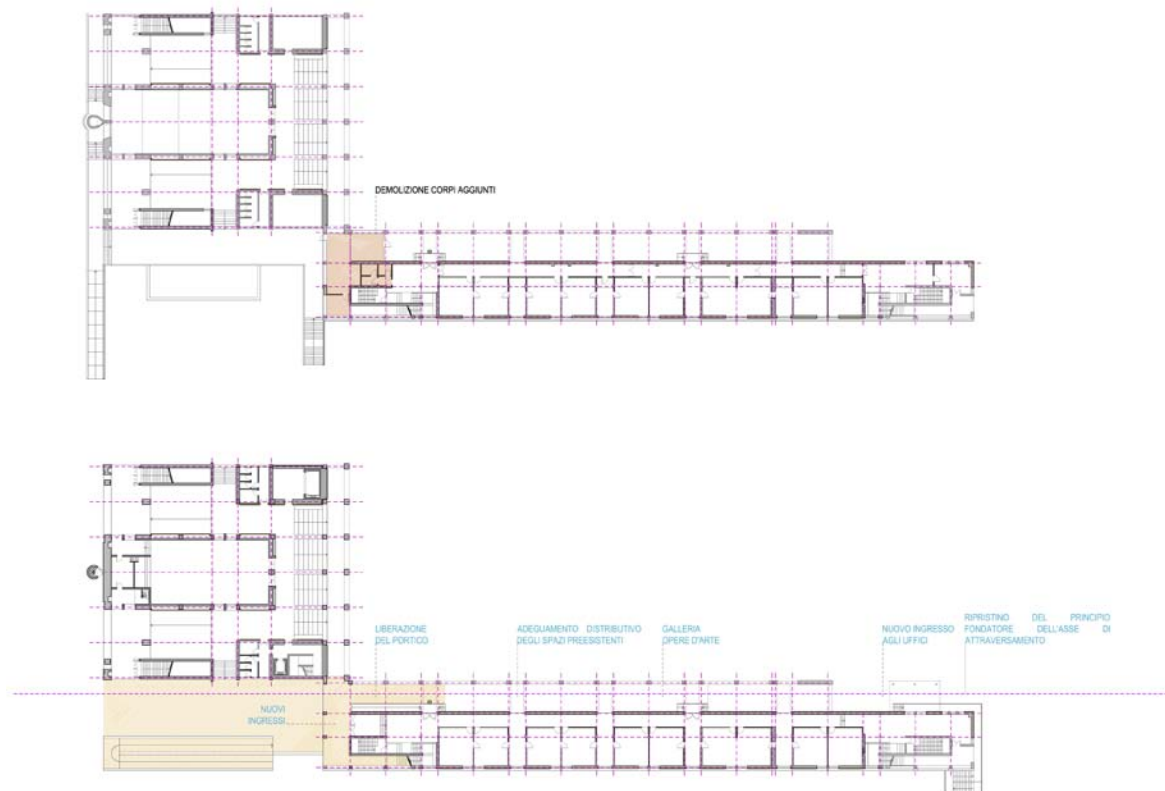 DEMOLIZIONE CORPI AGGIUNTI
LIBERAZIONE
DEL PORTICO
ADEGUAMENTO DISTRIBUTIVO
DEGLI SPAZI PREESISTENTI
GALLERIA
OPERE D'ARTE
NUOVO INGRESSO
AGLI UFFICI
RIPRISTINO DEL PRINCIPIO
FONDATORE DELL'ASSE DI
ATTRAVERSAMENTO
NUOVI
INGRESSI